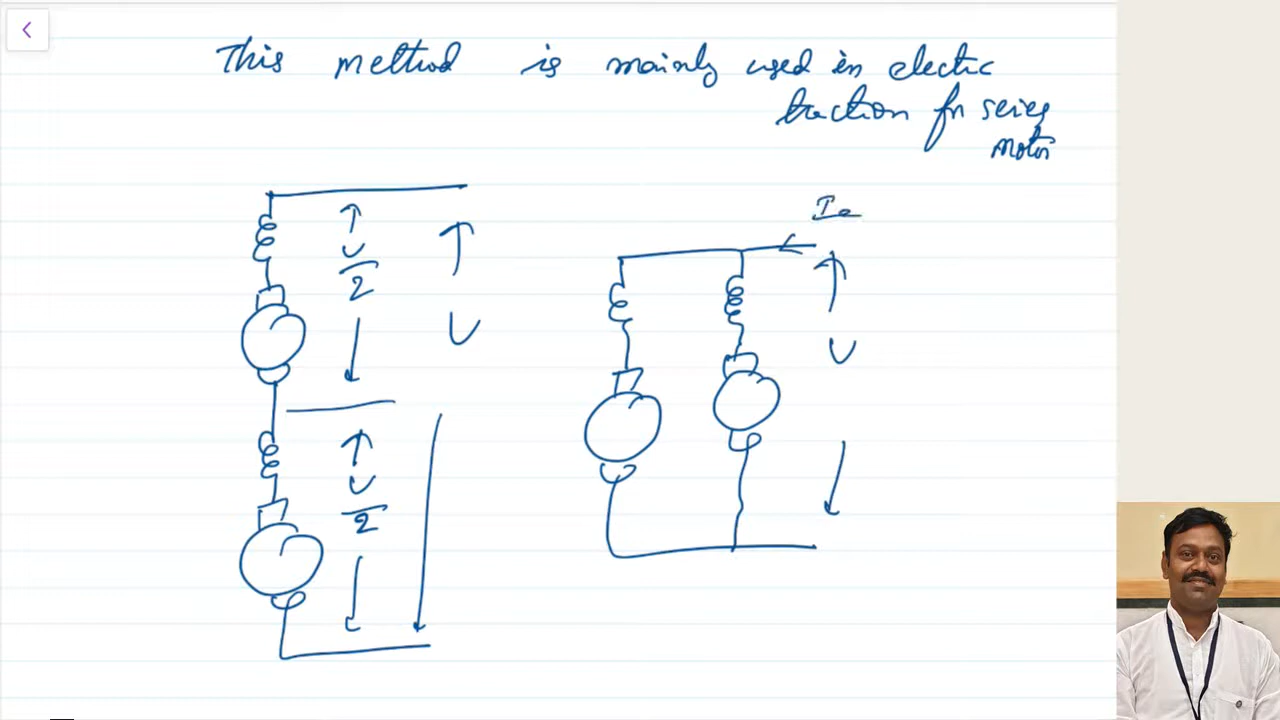 This method is mainly used in electric
traction for series
motor
V
2
V
Ia
V
V
2